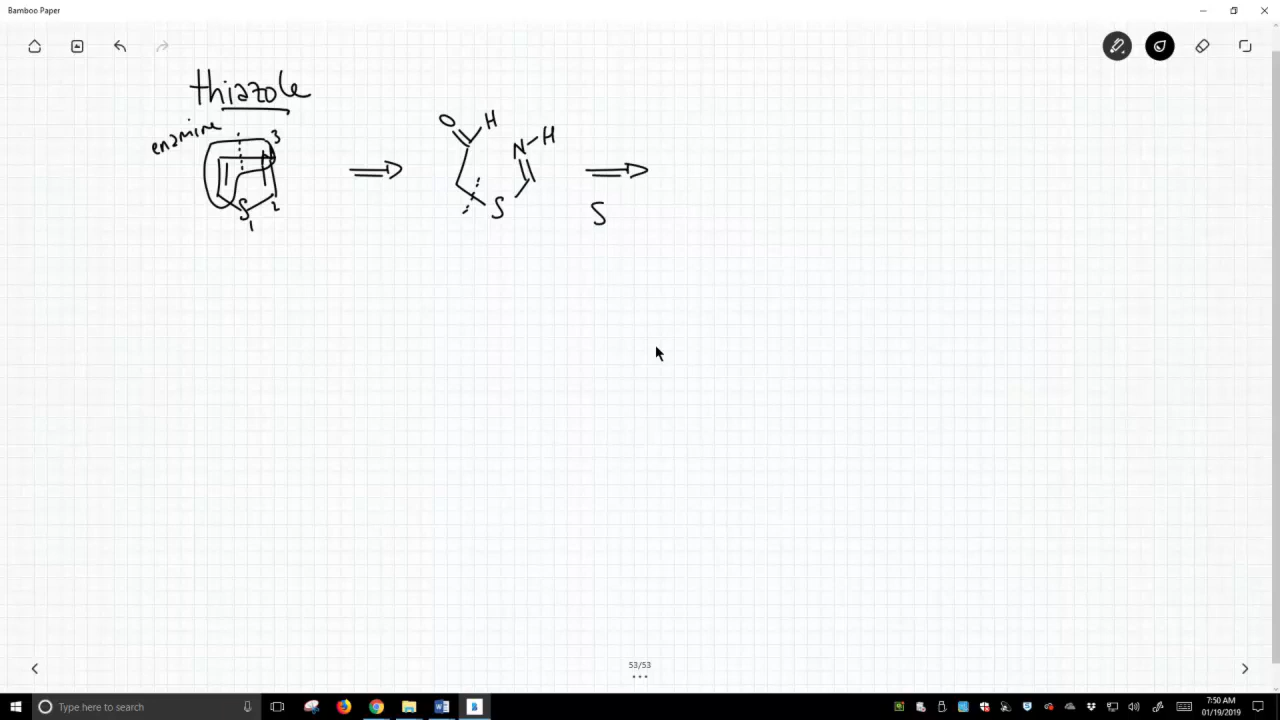 Bamboo Paper
thiazole
enamine
3
S
1
2
O
H
N
H
S
S
53/53
Type here to search
7:50 AM
01/19/2019